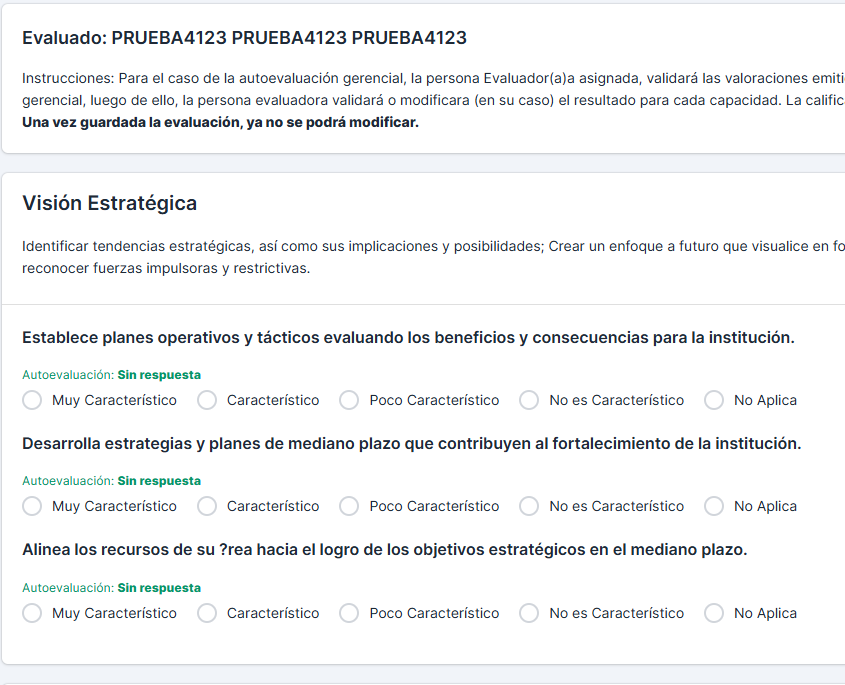 Evaluado: PRUEBA4123 PRUEBA4123 PRUEBA4123
Instrucciones: Para el caso de la autoevaluación gerencial, la persona Evaluador(a)a asignada, validará las valoraciones emiti
gerencial, luego de ello, la persona evaluadora validará o modificara (en su caso) el resultado para cada capacidad. La calific
Una vez guardada la evaluación, ya no se podrá modificar.
Visión Estratégica
Identificar tendencias estratégicas, así como sus implicaciones y posibilidades; Crear un enfoque a futuro que visualice en fo
reconocer fuerzas impulsoras y restrictivas.
Establece planes operativos y tácticos evaluando los beneficios y consecuencias para la institución.
Autoevaluación: Sin respuesta
Muy Característico Característico Poco Característico No es Característico No Aplica
Desarrolla estrategias y planes de mediano plazo que contribuyen al fortalecimiento de la institución.
Autoevaluación: Sin respuesta
Muy Característico Característico Poco Característico No es Característico No Aplica
Alinea los recursos de su ?rea hacia el logro de los objetivos estratégicos en el mediano plazo.
Autoevaluación: Sin respuesta
Muy Característico Característico Poco Característico No es Característico No Aplica